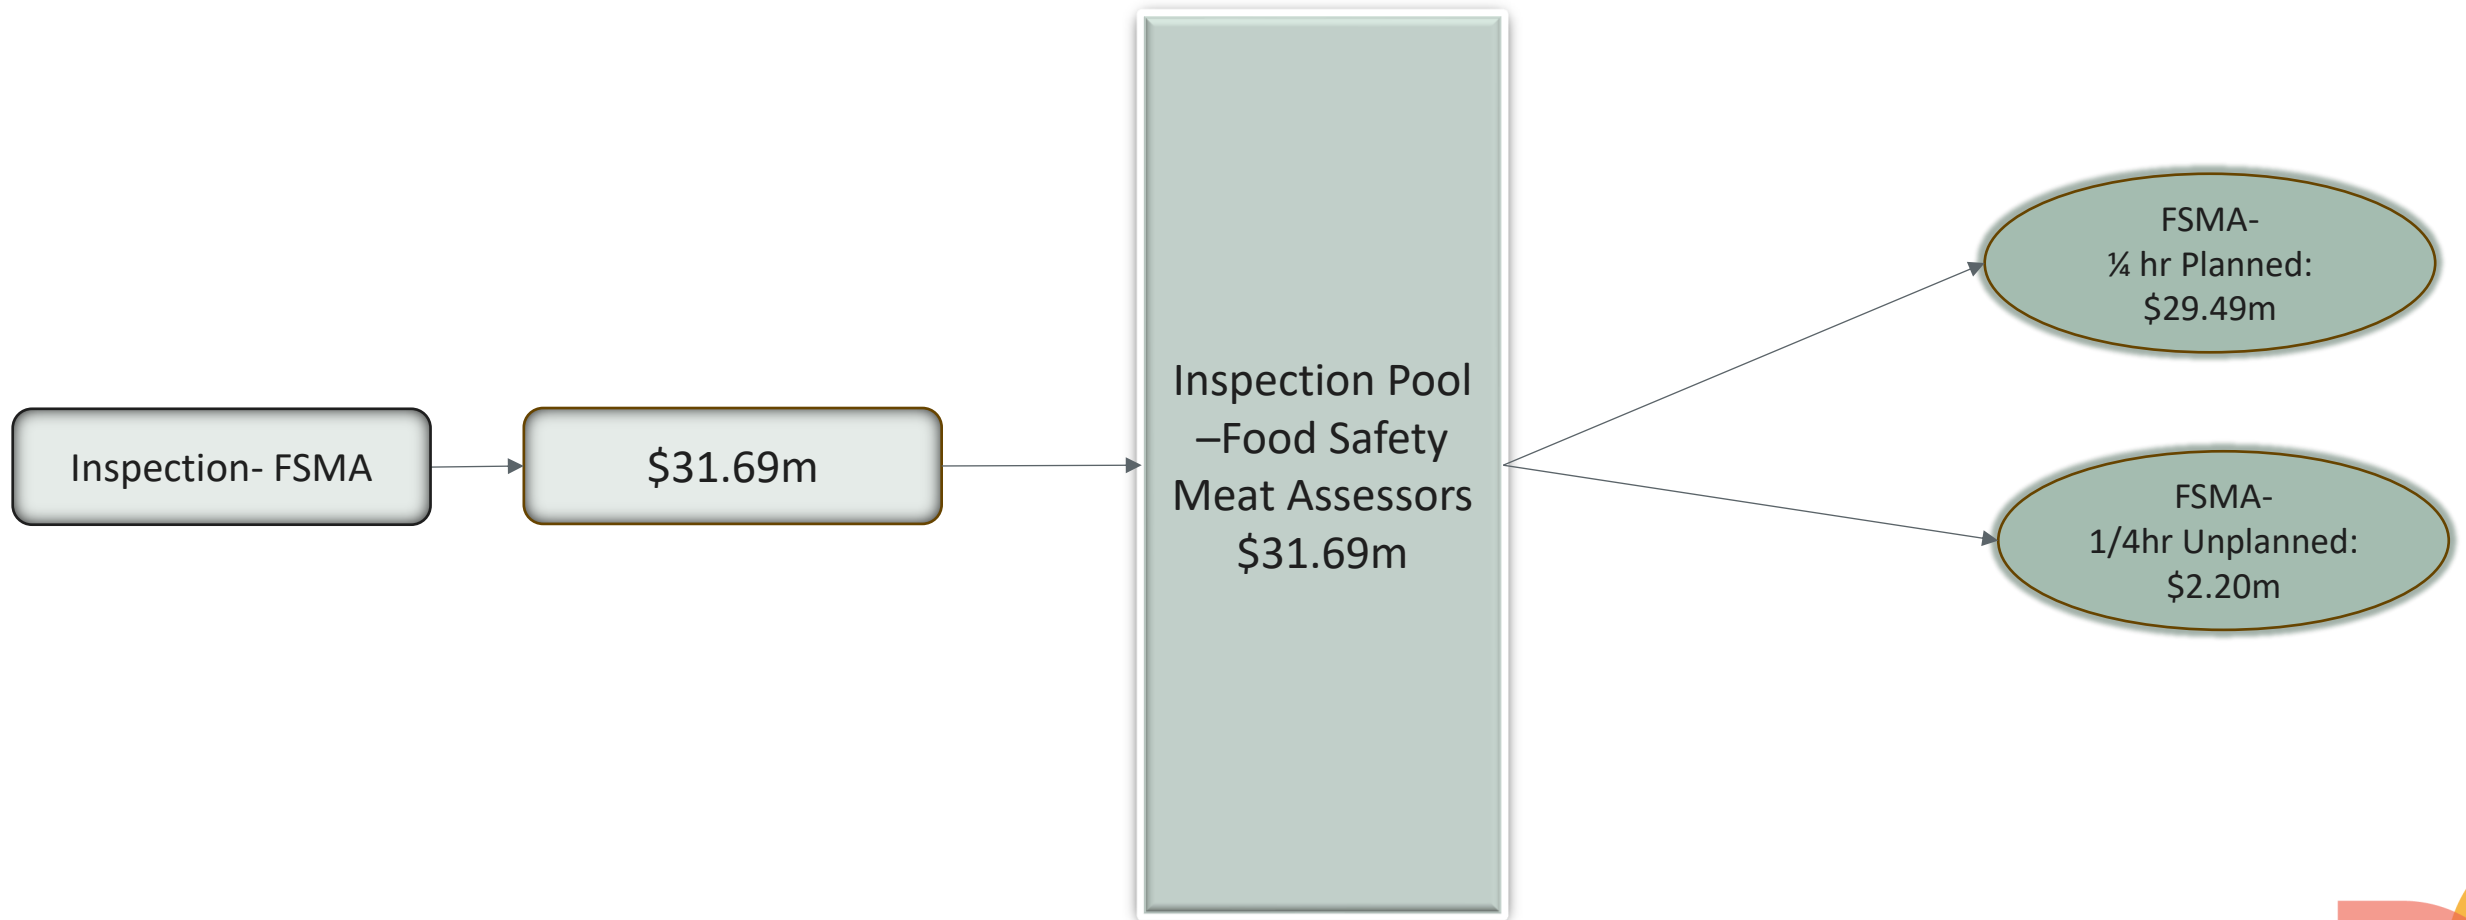 Inspection- FSMA
$31.69m
Inspection Pool
–Food Safety
Meat Assessors
$31.69m
FSMA-
¼ hr Planned:
$29.49m
FSMA-
1/4hr Unplanned:
$2.20m